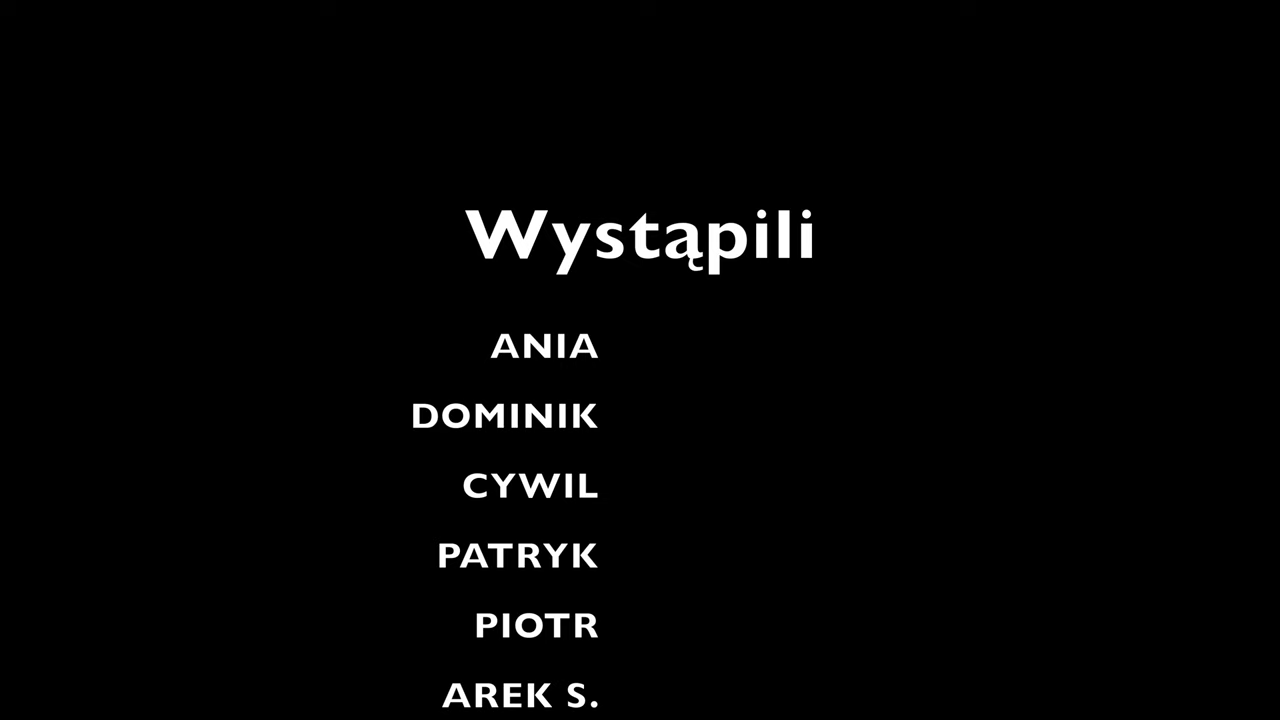 Wystąpili
ANIA
DOMINIK
CYWIL
PATRYK
PIOTR
AREK S.